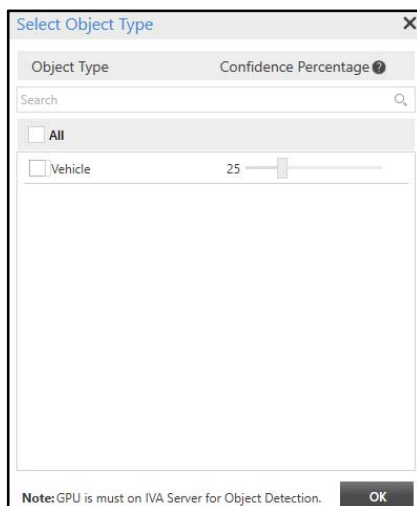 Select Object Type
Object Type Confidence Percentage
Search
All
Vehicle 25
Note: GPU is must on IVA Server for Object Detection. OK